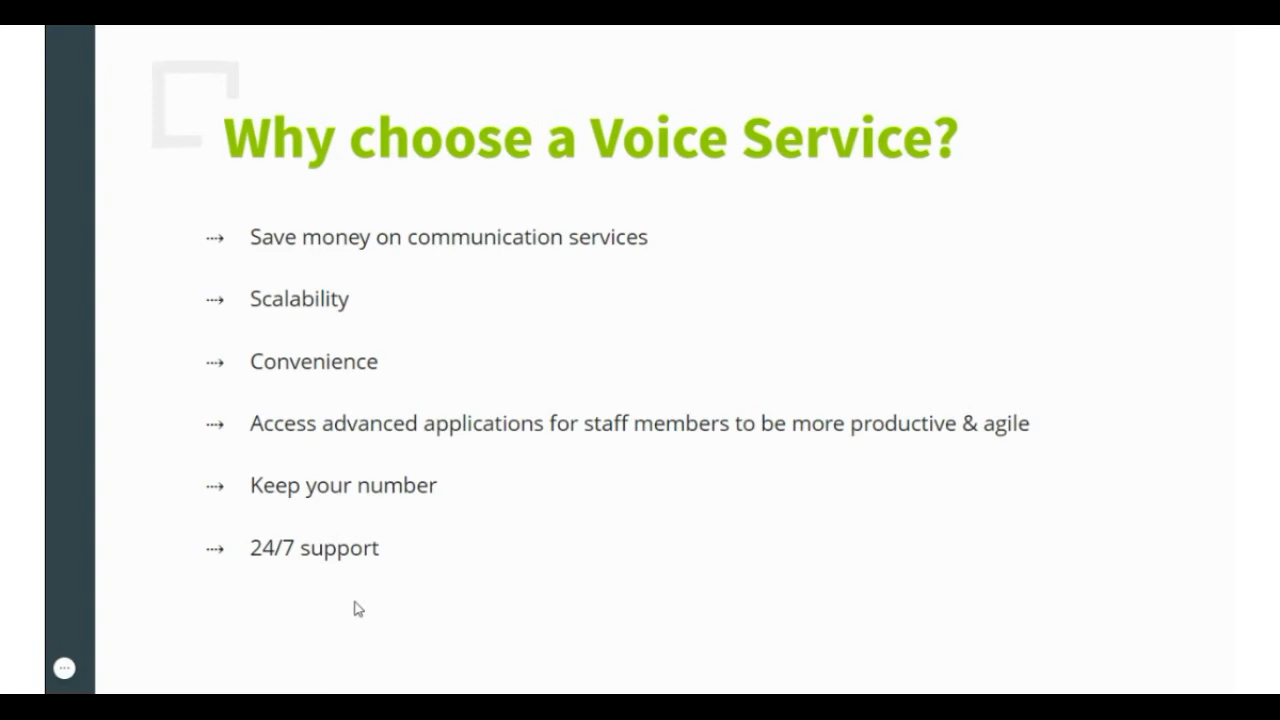 Why choose a Voice Service?
⤑ Save money on communication services
⤑ Scalability
⤑ Convenience
⤑ Access advanced applications for staff members to be more productive & agile
⤑ Keep your number
⤑ 24/7 support